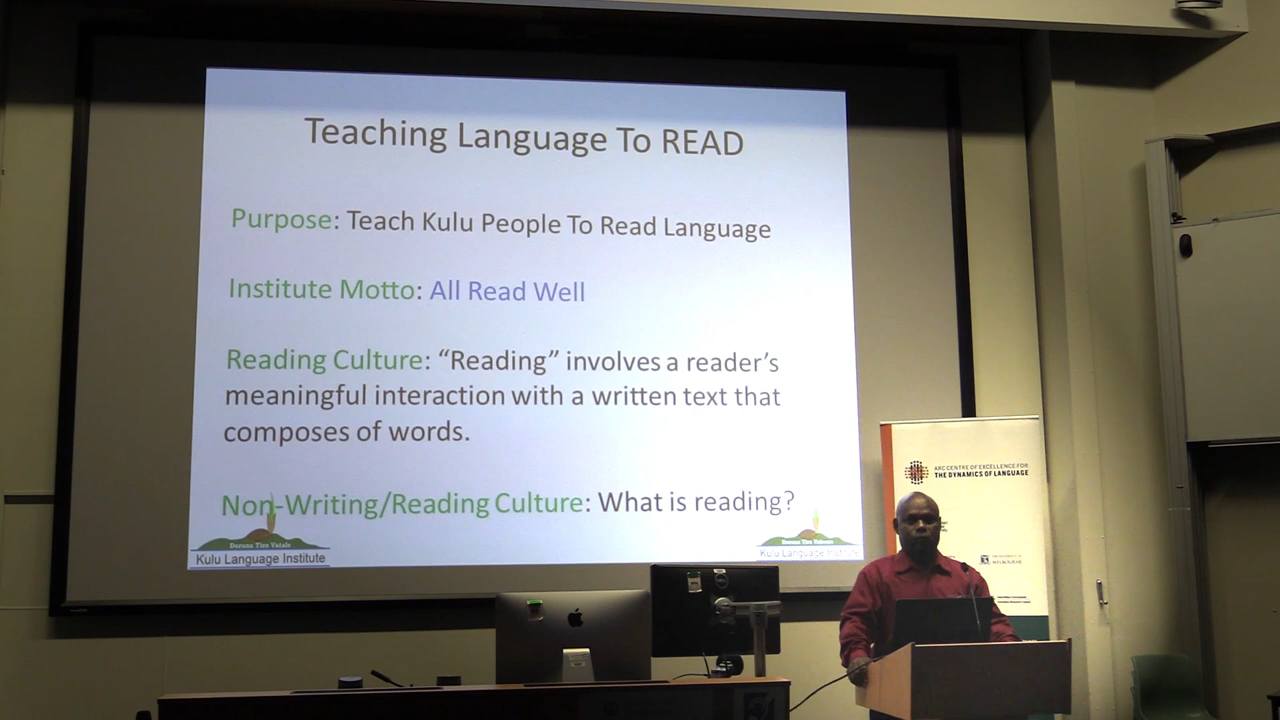 Teaching Language To READ
Purpose: Teach Kulu People To Read Language
Institute Motto: All Read Well
Reading Culture: “Reading” involves a reader’s
meaningful interaction with a written text that
composes of words.
Non-Writing/Reading Culture: What is reading?
Kulu Language Institute
Kulu Language Institute
ARC CENTRE OF EXCELLENCE FOR
THE DYNAMICS OF LANGUAGE
MELBOURNE